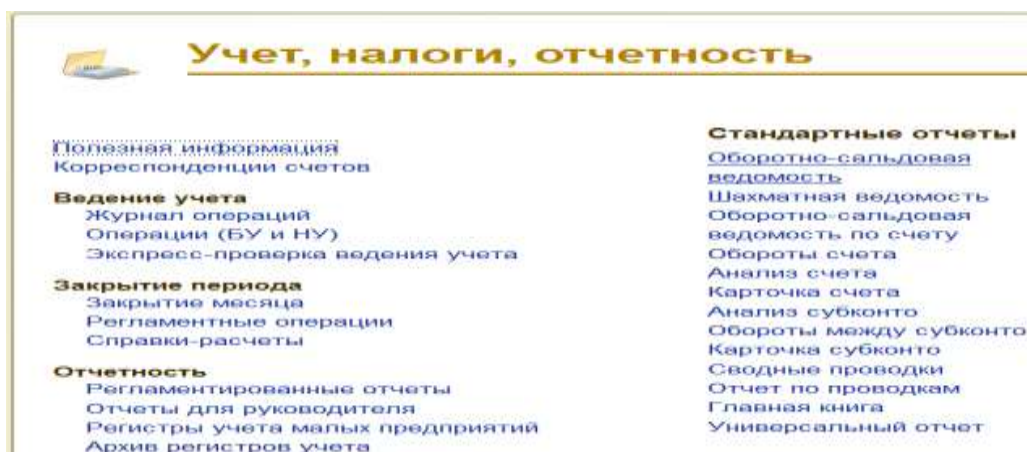 Учет, налоги, отчетность
Полезная информация
Корреспонденции счетов
Ведение учета
Журнал операций
Операции (БУ и НУ)
Экспресс-проверка ведения учета
Закрытие периода
Закрытие месяца
Регламентные операции
Справки-расчеты
Отчетность
Регламентированные отчеты
Отчеты для руководителя
Регистры учета малых предприятий
Архив регистров учета
Стандартные отчеты
Оборотно-сальдовая
ведомость
Шахматная ведомость
Оборотно-сальдовая
ведомость по счету
Обороты счета
Анализ счета
Карточка счета
Анализ субконто
Обороты между субконто
Карточка субконто
Сводные проводки
Отчет по проводкам
Главная книга
Универсальный отчет